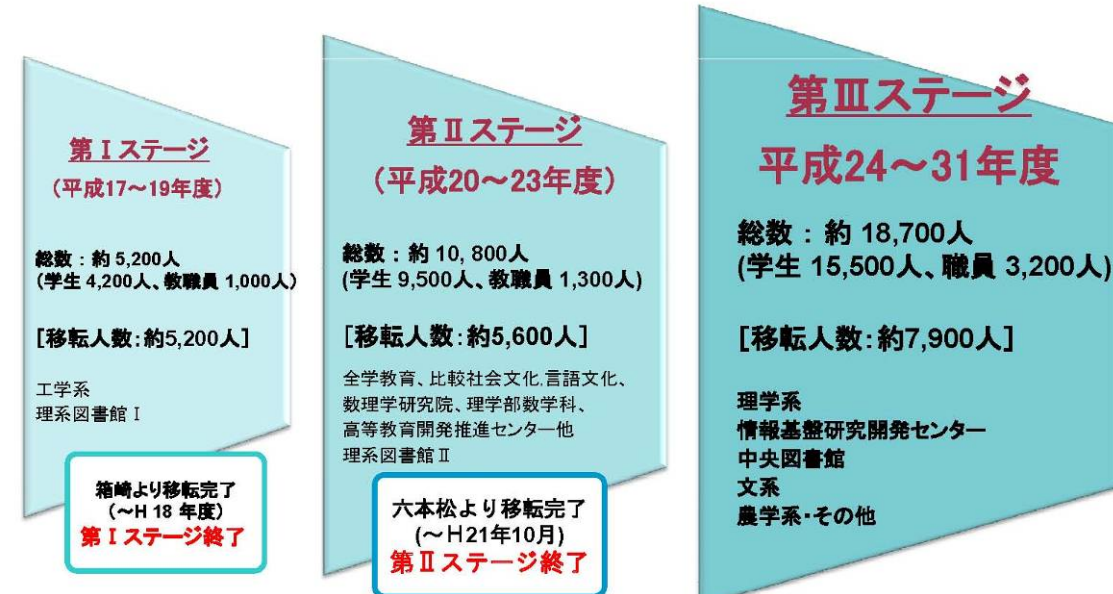 第Ⅰステージ
(平成17～19年度)
総数：約 5,200人
(学生 4,200人、教職員 1,000人)
[移転人数：約5,200人]
工学系
理系図書館Ⅰ
箱崎より移転完了
(～H 18 年度)
第Ⅰステージ終了
第Ⅱステージ
(平成20～23年度)
総数：約 10, 800人
(学生 9,500人、教職員 1,300人)
[移転人数：約5,600人]
全学教育、比較社会文化,言語文化、
数理学研究院、理学部数学科、
高等教育開発推進センター他
理系図書館Ⅱ
六本松より移転完了
(～H21年10月)
第Ⅱステージ終了
第Ⅲステージ
平成24～31年度
総数：約 18,700人
(学生 15,500人、職員 3,200人)
[移転人数：約7,900人]
理学系
情報基盤研究開発センター
中央図書館
文系
農学系・その他